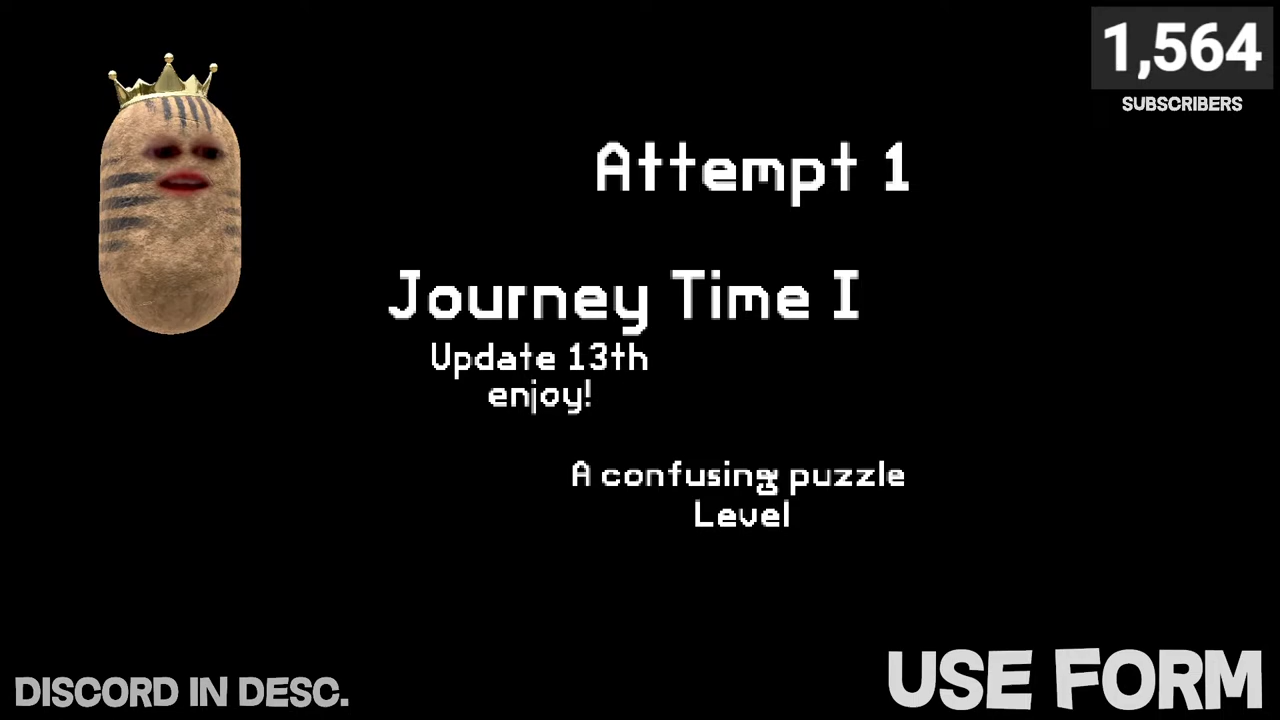 1,564
SUBSCRIBERS
Attempt 1
Journey Time I
Update 13th
enjoy!
A confusing puzzle
Level
DISCORD IN DESC.
USE FORM